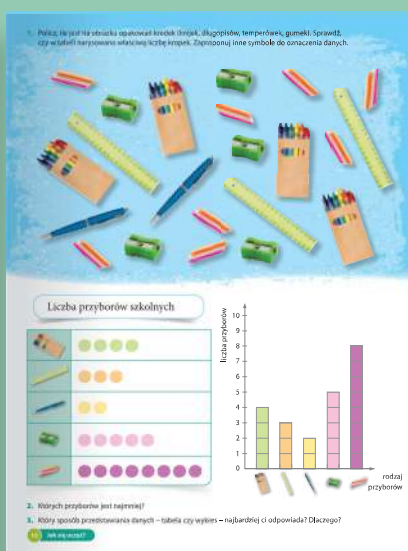 1. Policz, ile jest na obrazku opakowań kredek (linijek, długopisów, temperówek, gumek). Sprawdź,
czy w tabeli narysowano właściwą liczbę kropek. Zaproponuj inne symbole do oznaczenia danych.
Liczba przyborów szkolnych
liczba przyborów
10
9
8
7
6
5
4
3
2
1
0
rodzaj
przyborów
2. Których przyborów jest najmniej?
3. Który sposób przedstawiania danych – tabela czy wykres – najbardziej ci odpowiada? Dlaczego?